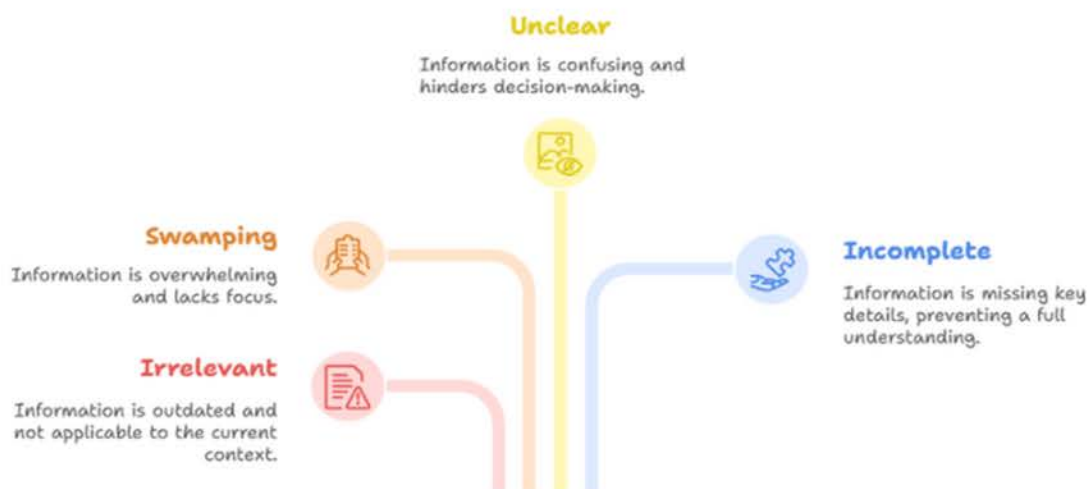 Unclear
Information is confusing and
hinders decision-making.
Swamping
Information is overwhelming
and lacks focus.
Incomplete
Information is missing key
details, preventing a full
understanding.
Irrelevant
Information is outdated and
not applicable to the current
context.